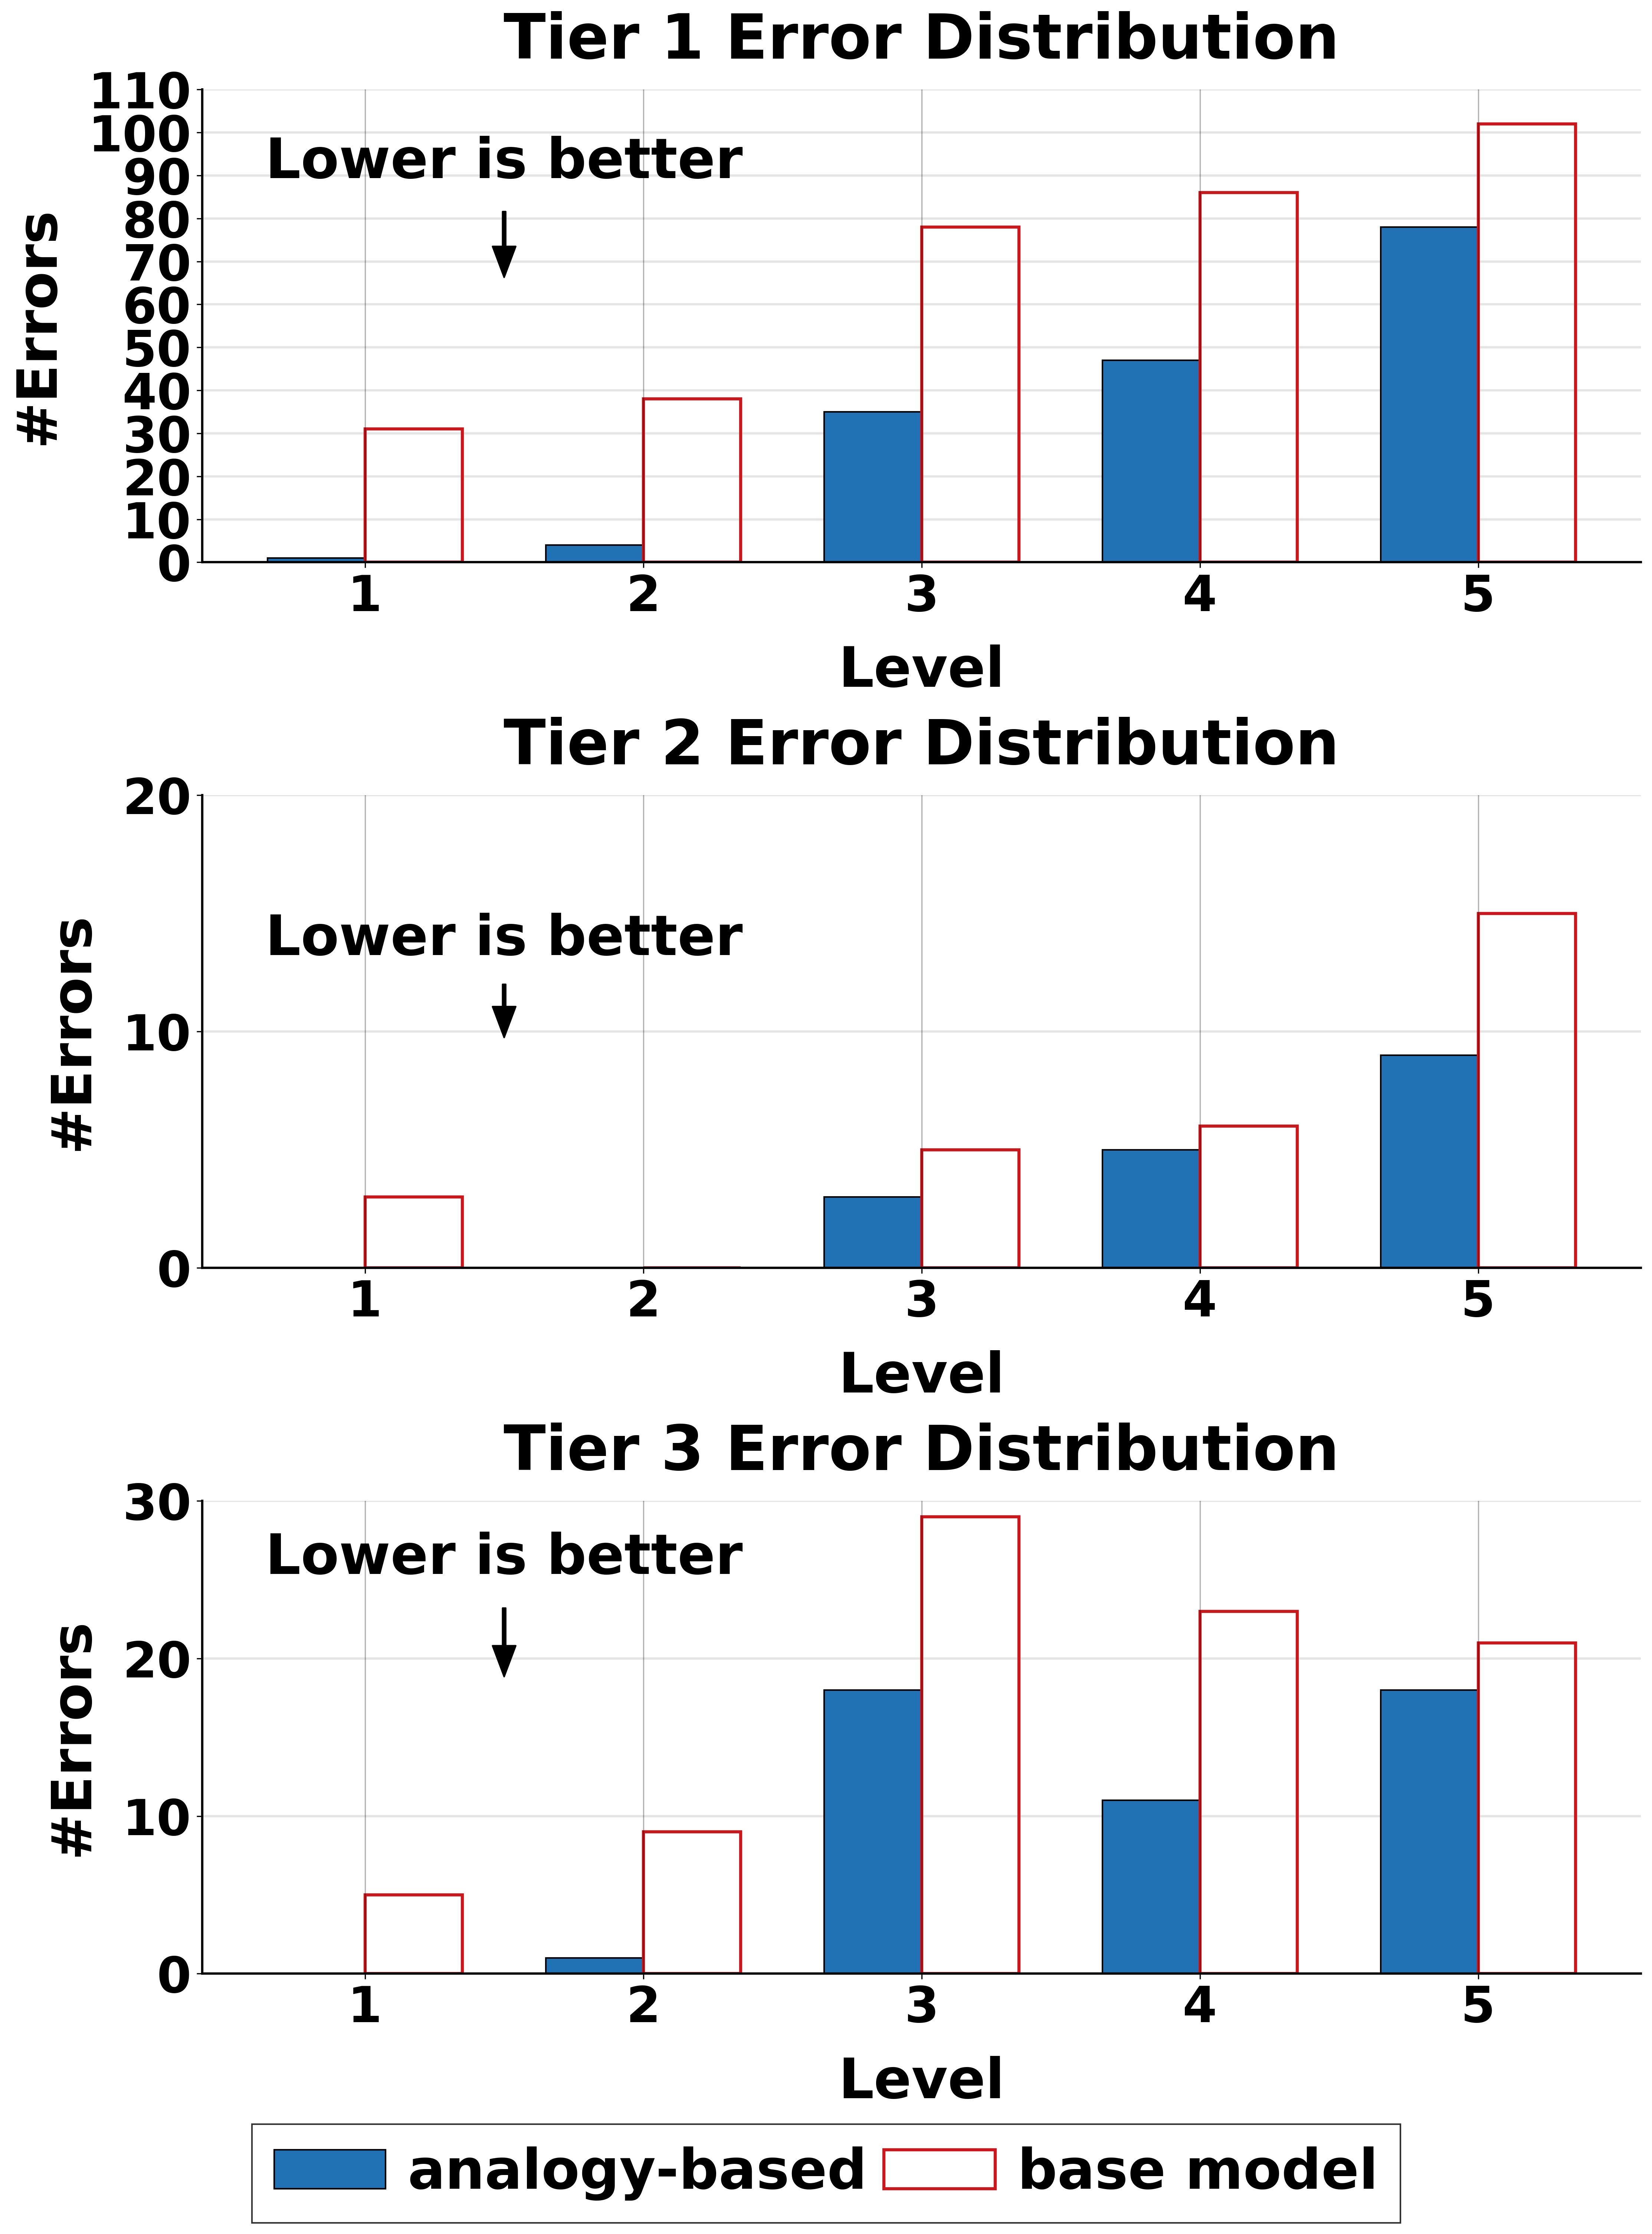 Tier 1 Error Distribution
110
100
90
80
70
60
50
40
30
20
10
0
#Errors
Lower is better
1 2 3 4 5
Level
Tier 2 Error Distribution
20
10
0
#Errors
Lower is better
1 2 3 4 5
Level
Tier 3 Error Distribution
30
20
10
0
#Errors
Lower is better
1 2 3 4 5
Level
analogy-based base model